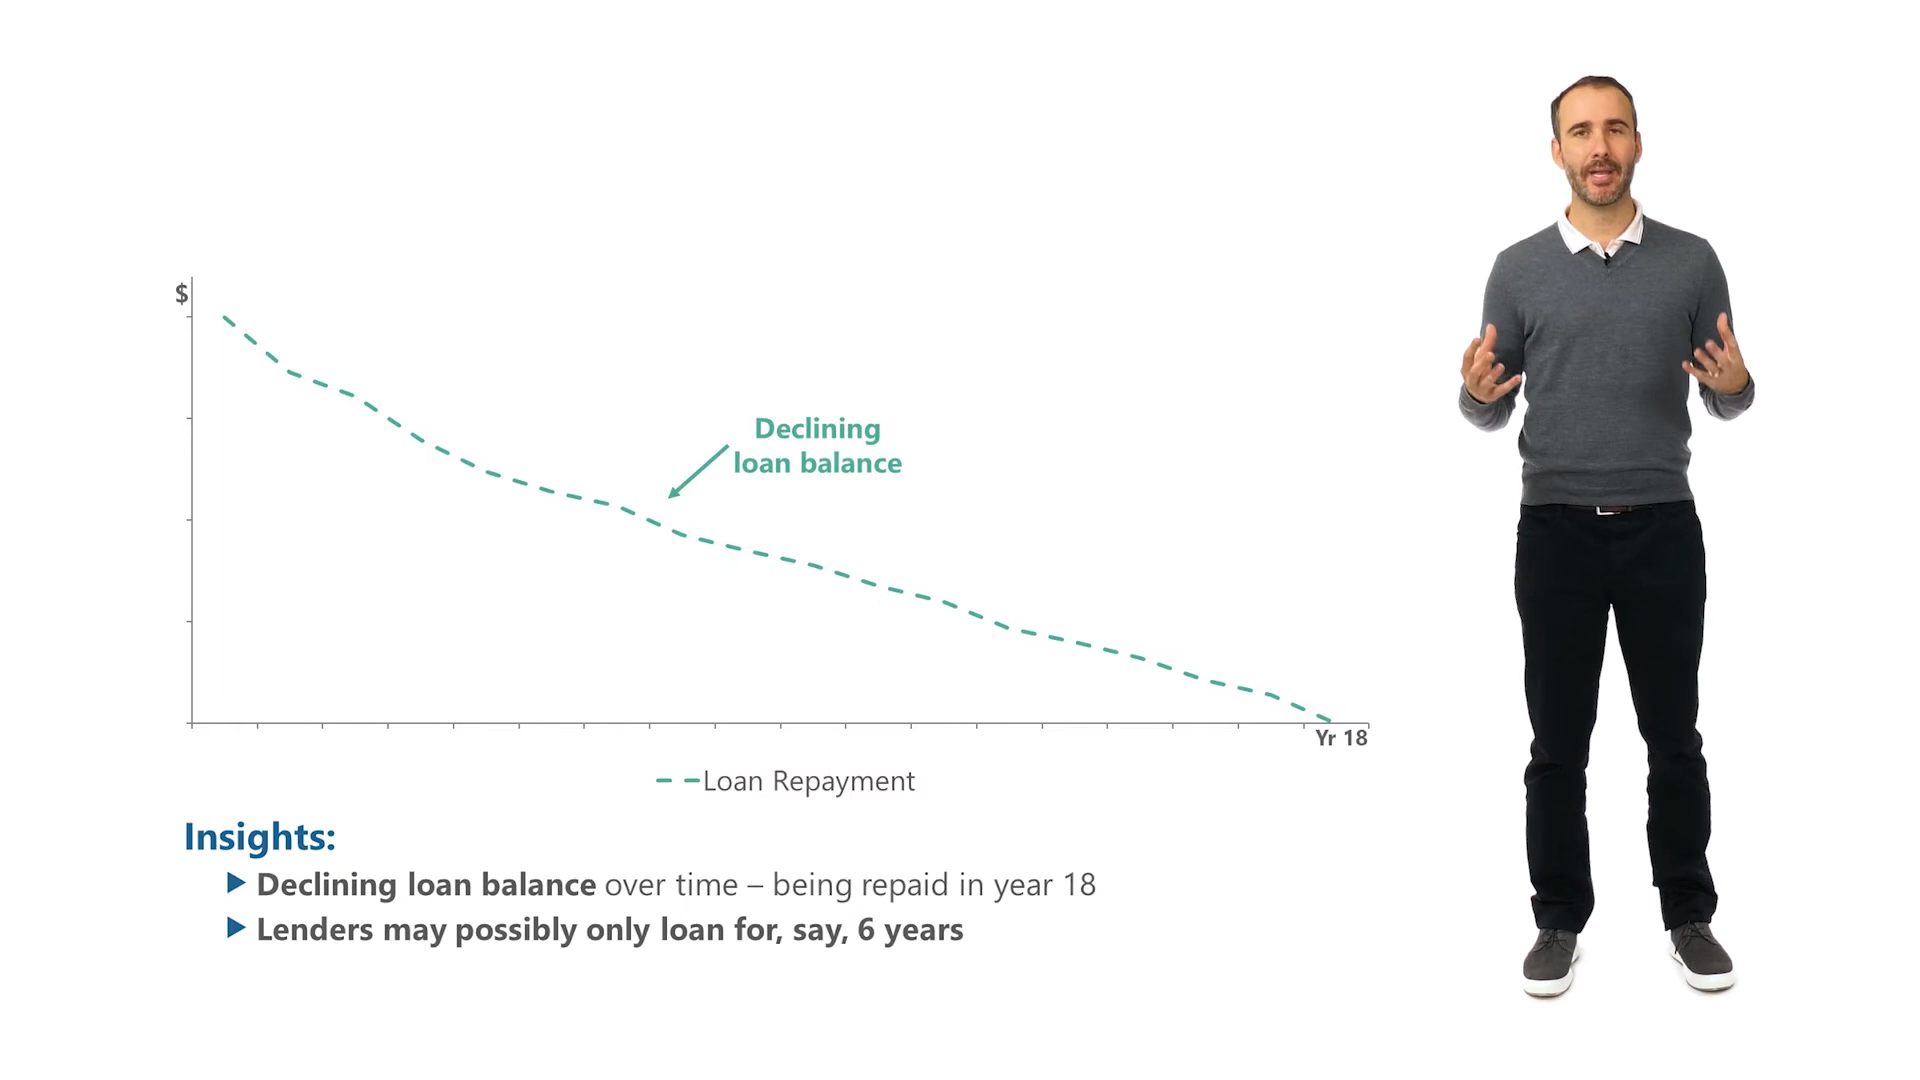 $
Declining
loan balance
Yr 18
Loan Repayment
Insights:
Declining loan balance over time – being repaid in year 18
Lenders may possibly only loan for, say, 6 years